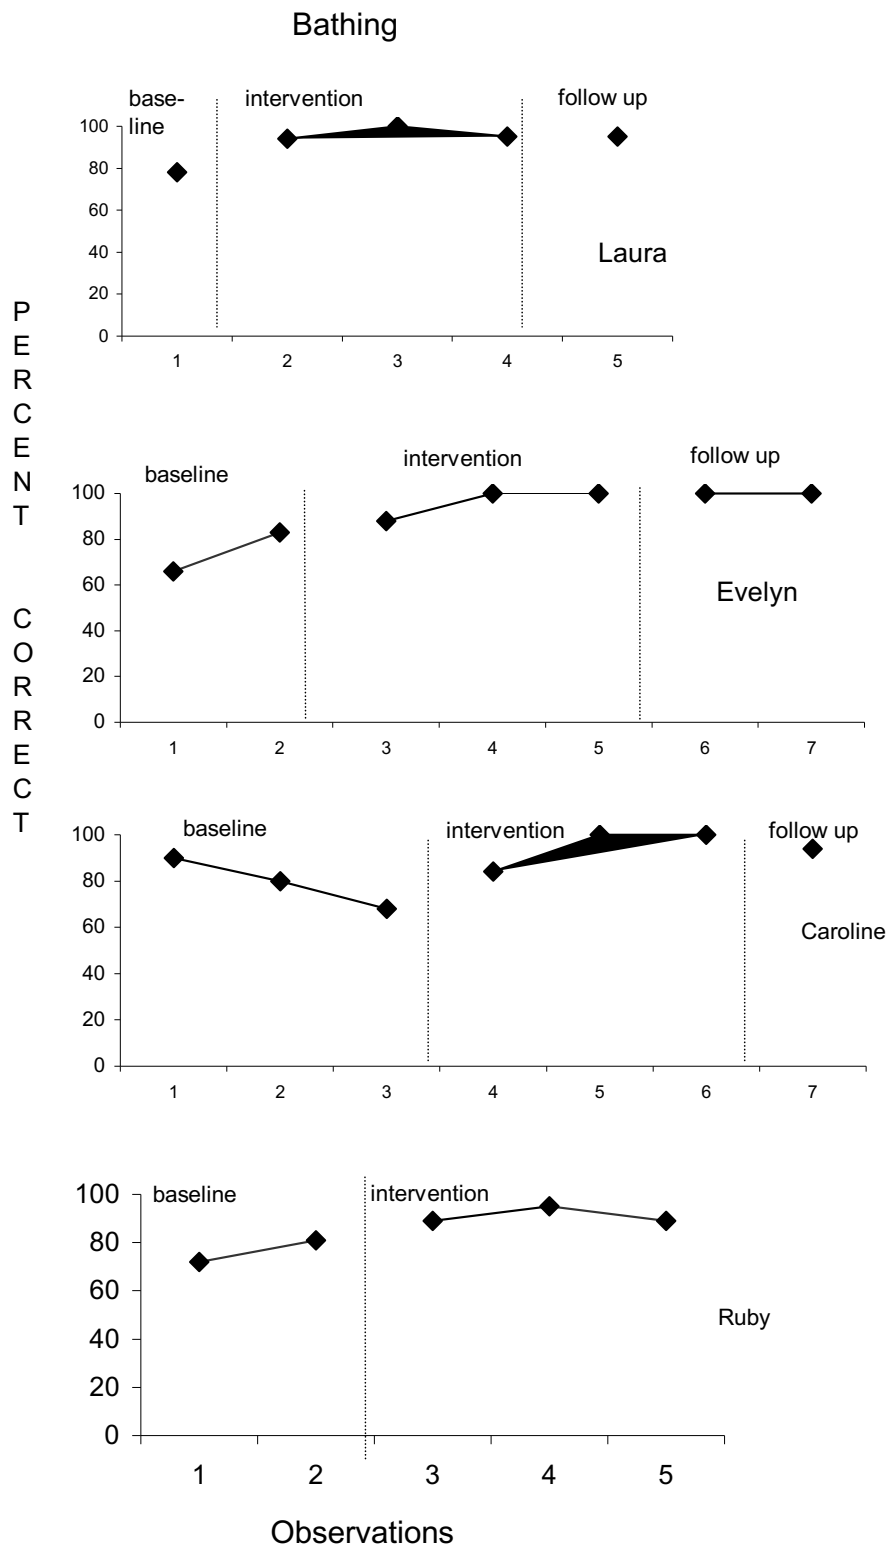 Bathing
PERCENT CORRECT
base-
line
intervention
follow up
100
80
60
40
20
0
Laura
1 2 3 4 5
baseline
intervention
follow up
100
80
60
40
20
0
Evelyn
1 2 3 4 5 6 7
baseline
intervention
follow up
100
80
60
40
20
0
Caroline
1 2 3 4 5 6 7
baseline
intervention
100
80
60
40
20
0
Ruby
1 2 3 4 5
Observations